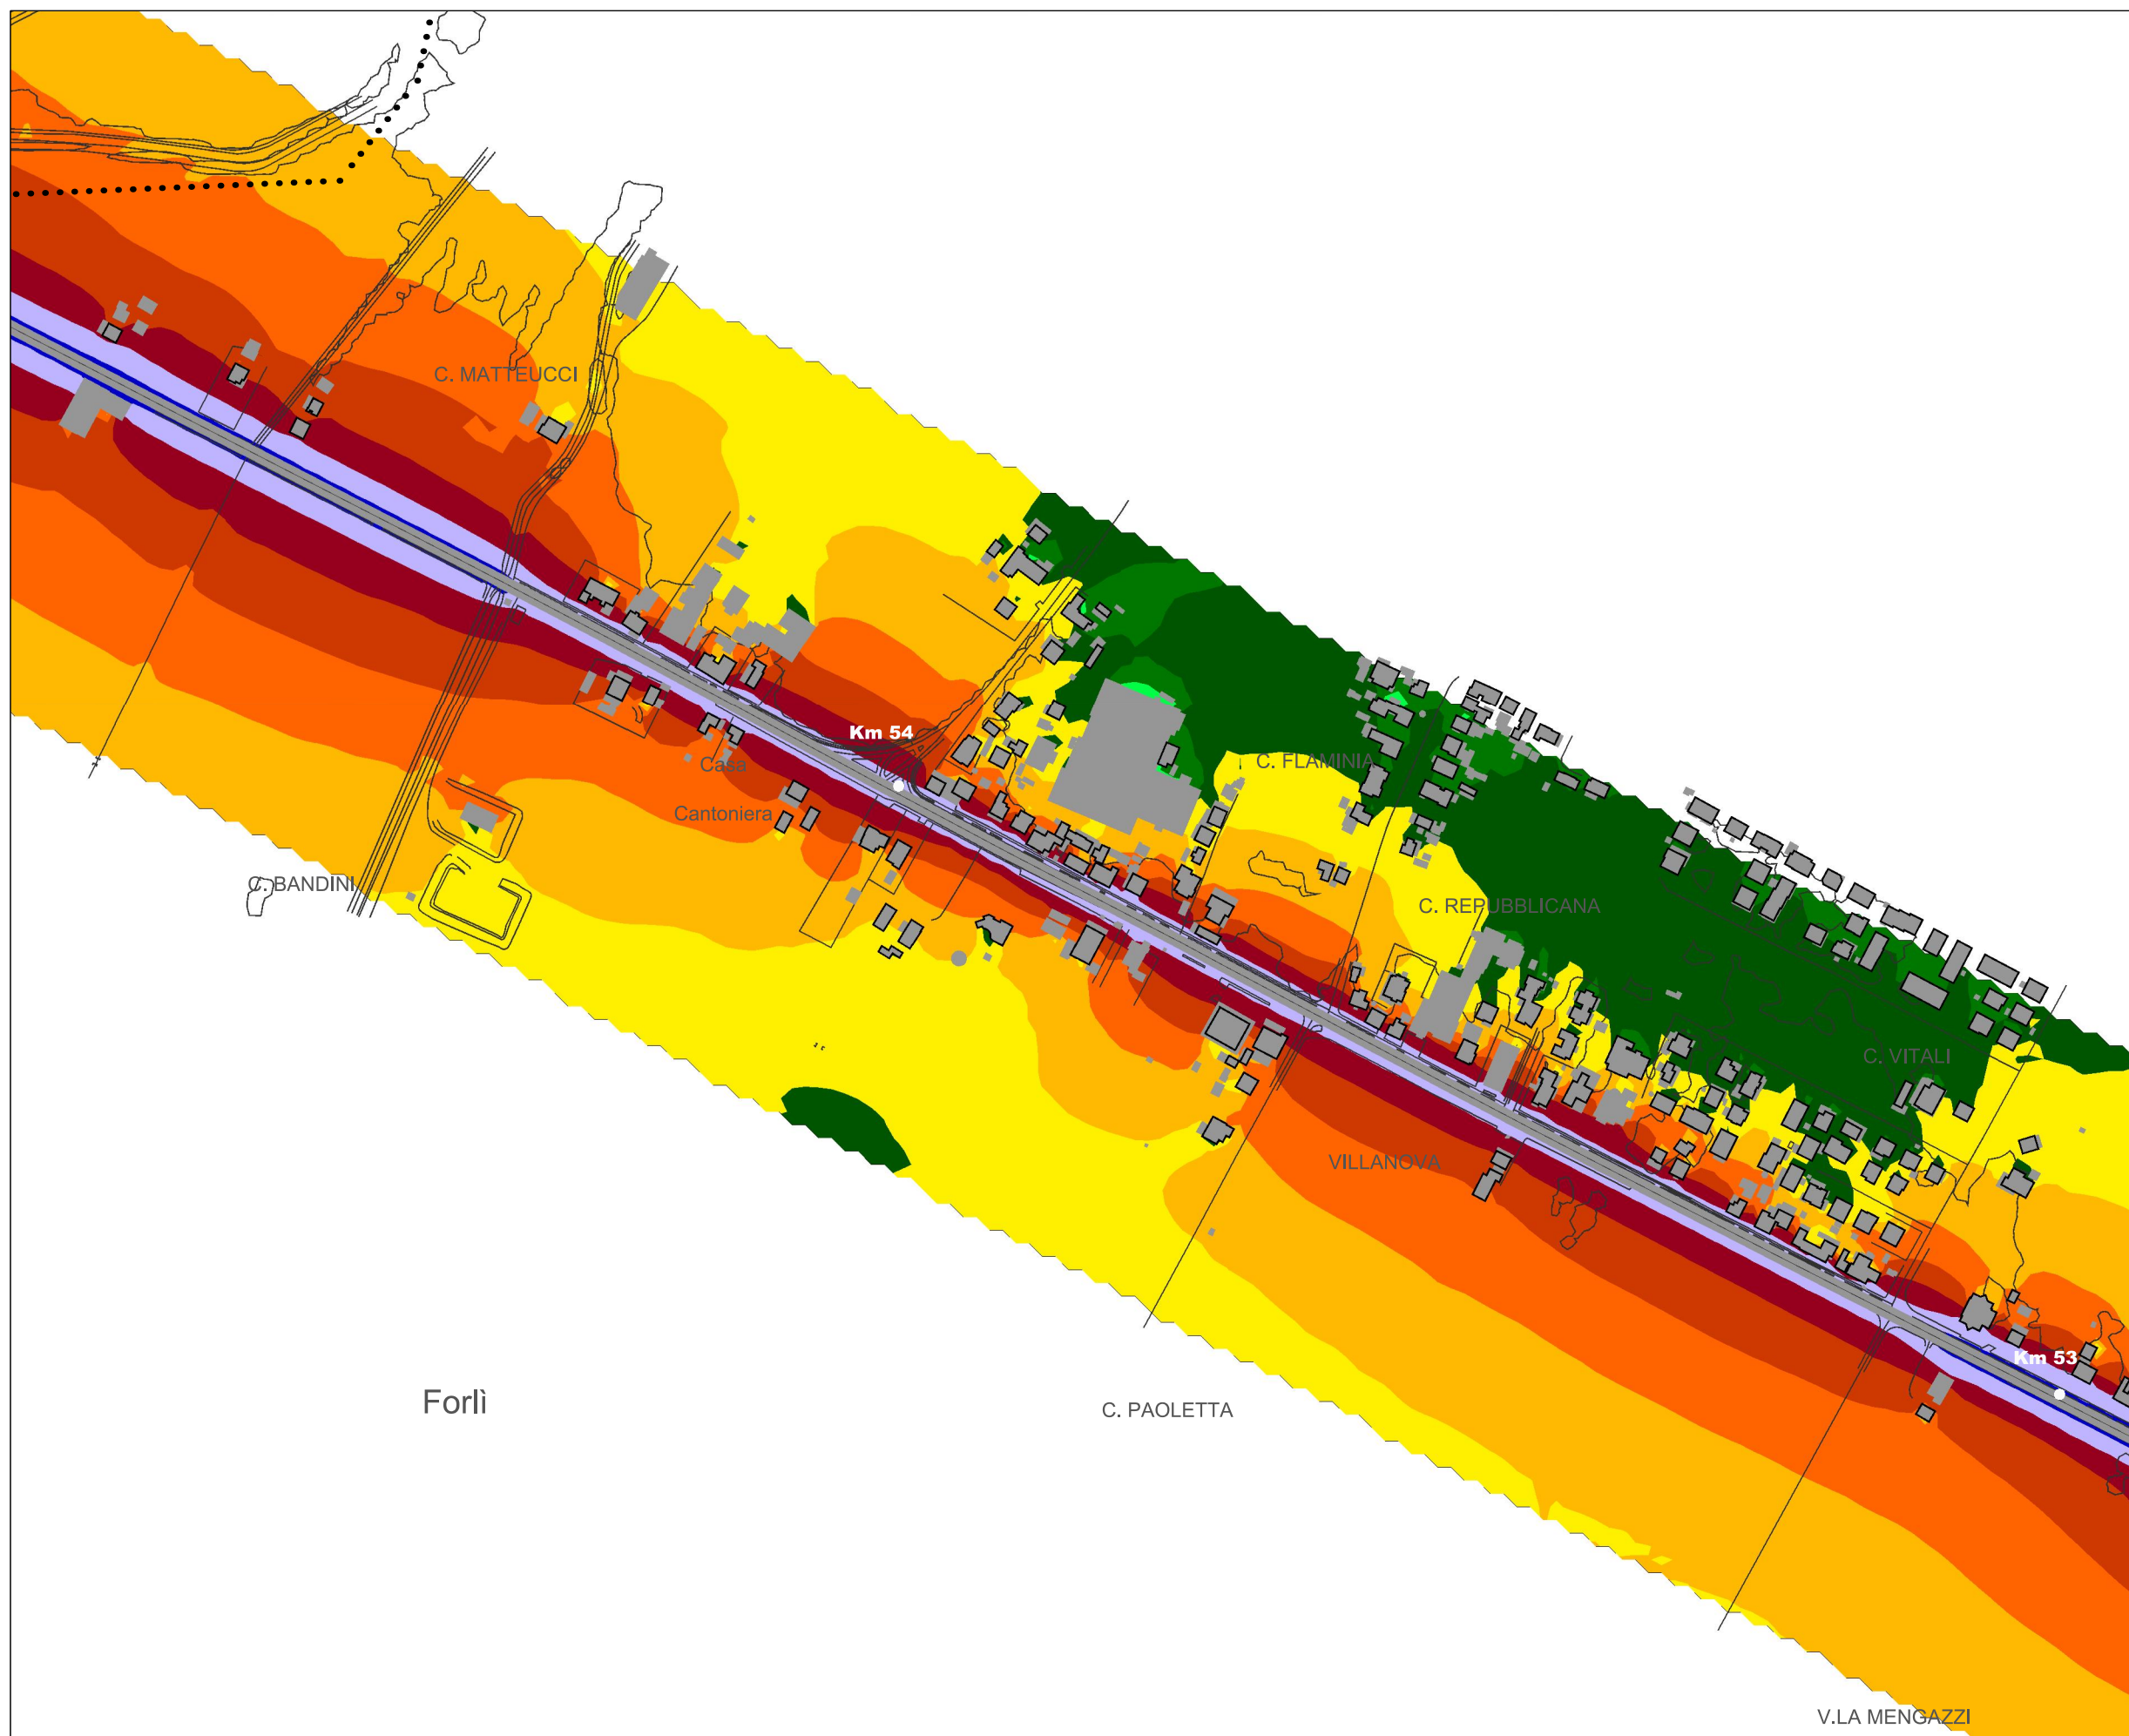 C. MATTEUCCI
Km 54
Casa
C. FLAMINIA
Cantoniera
C. BANDINI
C. REPUBBLICANA
C. VITALI
VILLANOVA
Km 53
Forlì
C. PAOLETTA
V.LA MENGAZZI